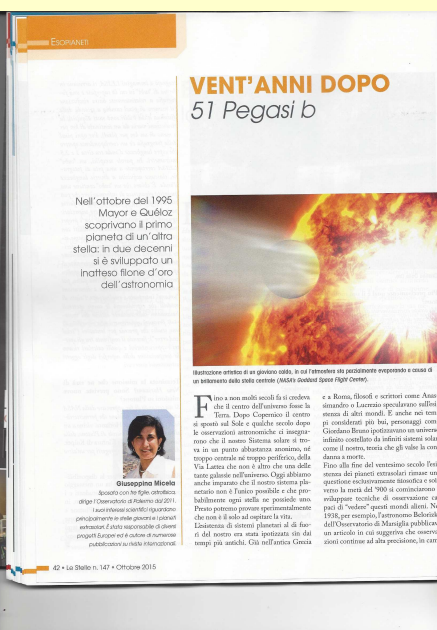 ESOPIANETI
VENT'ANNI DOPO
51 Pegasi b
Nell'ottobre del 1995
Mayor e Quéloz
scoprivano il primo
pianeta di un'altra
stella: in due decenni
si è sviluppato un
inatteso filone d'oro
dell'astronomia
Illustrazione artistica di un gioviano caldo, in cui l'atmosfera sta parzialmente evaporando a causa di
un brillamento della stella centrale (NASA's Goddard Space Flight Center).
Giuseppina Micela
Sposata con tre figlie, astrofisica,
dirige l'Osservatorio di Palermo dal 2011.
I suoi interessi scientifici riguardano
principalmente le stelle giovani e i pianeti
extrasolari. È stata responsabile di diversi
progetti Europei ed è autore di numerose
pubblicazioni su riviste internazionali.
Fino a non molti secoli fa si credeva
che il centro dell'universo fosse la
Terra. Dopo Copernico il centro
si spostò sul Sole e qualche secolo dopo
le osservazioni astronomiche ci insegna-
rono che il nostro Sistema solare si tro-
va in un punto abbastanza anonimo, né
troppo centrale né troppo periferico, della
Via Lattea che non è altro che una delle
tante galassie nell'universo. Oggi abbiamo
anche imparato che il nostro sistema pla-
netario non è l'unico possibile e che pro-
babilmente ogni stella ne possiede uno.
Presto potremo provare sperimentalmente
che non è il solo ad ospitare la vita.
L'esistenza di sistemi planetari al di fuo-
ri del nostro era stata ipotizzata sin dai
tempi più antichi. Già nell'antica Grecia
e a Roma, filosofi e scrittori come Anas
simandro o Lucrezio speculavano sull'esi
stenza di altri mondi. E anche nei tem
pi considerati più bui, personaggi com
Giordano Bruno ipotizzavano un univers
infinito costellato da infiniti sistemi solar
come il nostro, teoria che gli valse la con
danna a morte.
Fino alla fine del ventesimo secolo l'esi
stenza dei pianeti extrasolari rimase un
questione esclusivamente filosofica e sol
verso la metà del '900 si cominciarono
sviluppare tecniche di osservazione ca
paci di "vedere" questi mondi alieni. Ne
1938, per esempio, l'astronomo Belorizk
dell'Osservatorio di Marsiglia pubblicav
un articolo in cui suggeriva che osserva
zioni continue ad alta precisione, in cam
42 • Le Stelle n. 147 • Ottobre 2015